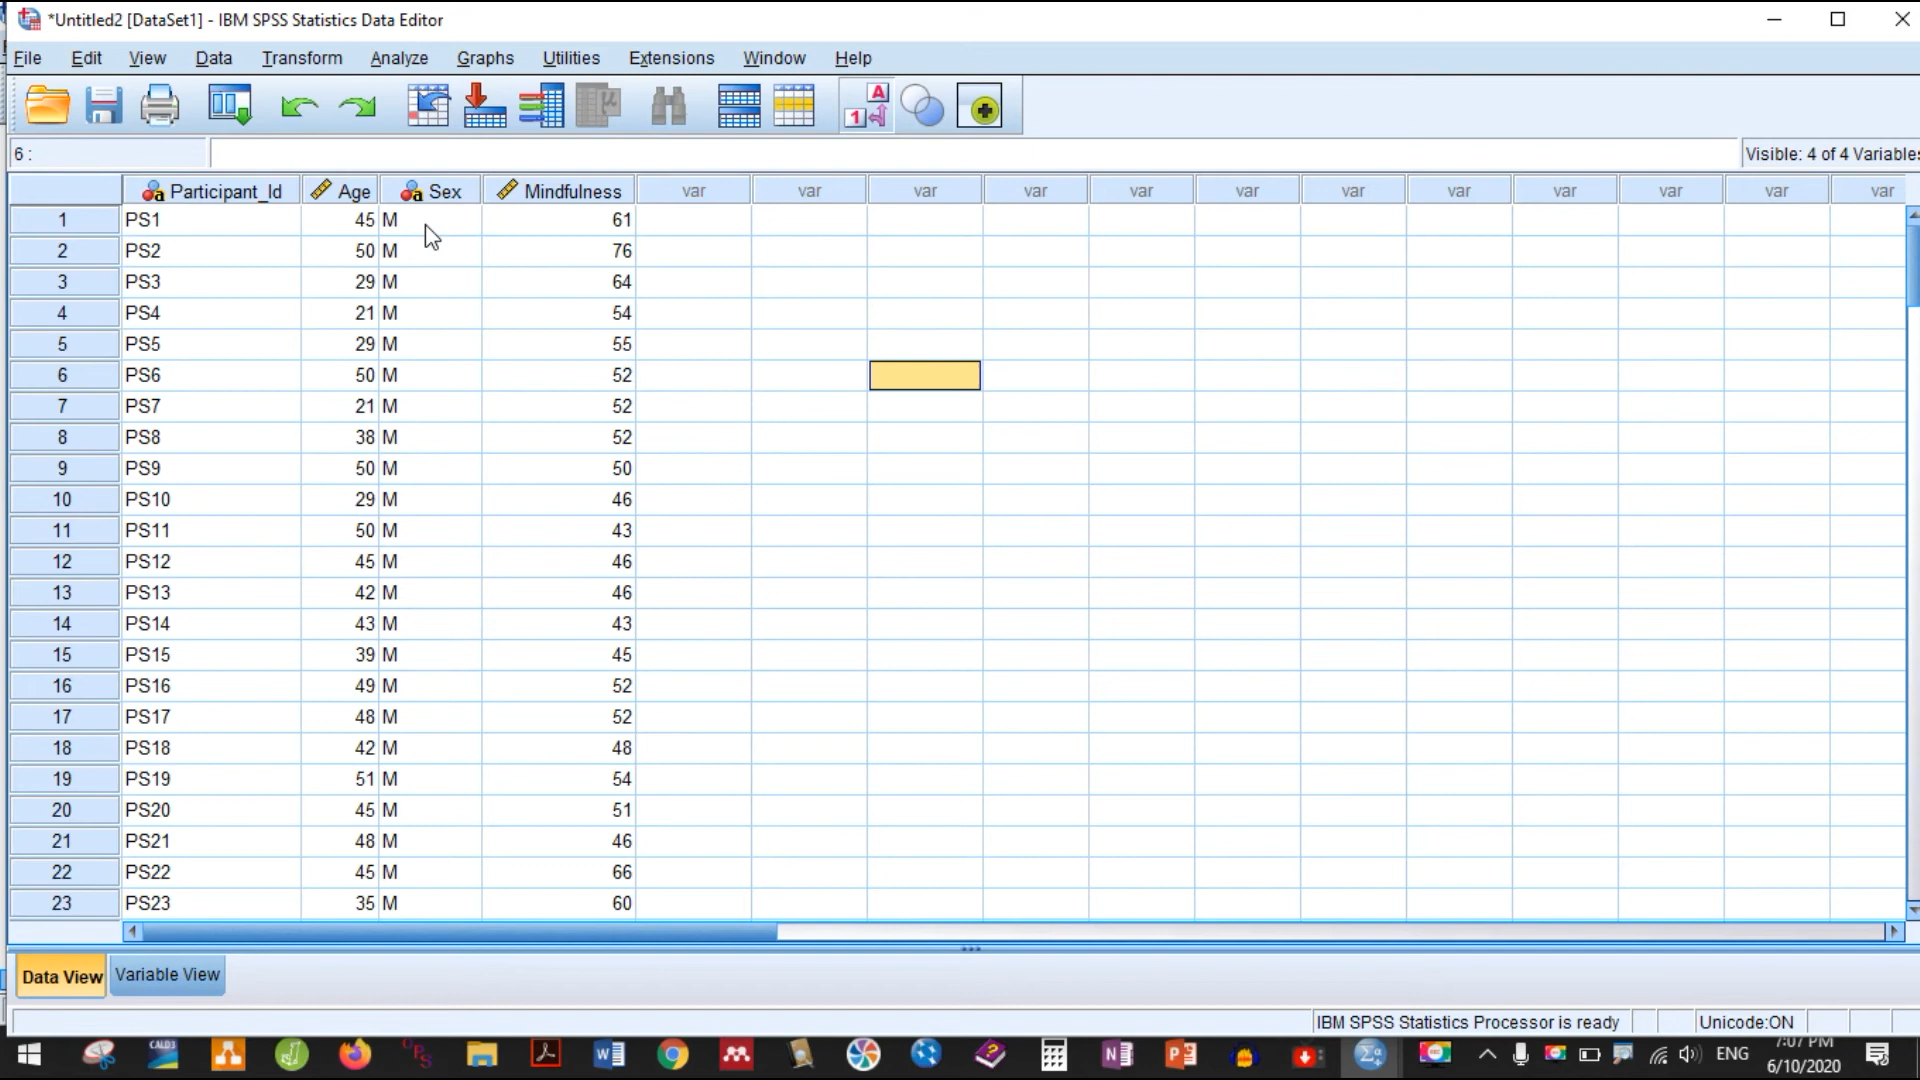 *Untitled2 [DataSet1] - IBM SPSS Statistics Data Editor
File Edit View Data Transform Analyze Graphs Utilities Extensions Window Help
6 : Visible: 4 of 4 Variables
Participant_Id Age Sex Mindfulness var var var var var var var var var var var var
1 PS1 45 M 61
2 PS2 50 M 76
3 PS3 29 M 64
4 PS4 21 M 54
5 PS5 29 M 55
6 PS6 50 M 52
7 PS7 21 M 52
8 PS8 38 M 52
9 PS9 50 M 50
10 PS10 29 M 46
11 PS11 50 M 43
12 PS12 45 M 46
13 PS13 42 M 46
14 PS14 43 M 43
15 PS15 39 M 45
16 PS16 49 M 52
17 PS17 48 M 52
18 PS18 42 M 48
19 PS19 51 M 54
20 PS20 45 M 51
21 PS21 48 M 46
22 PS22 45 M 66
23 PS23 35 M 60
Data View Variable View
IBM SPSS Statistics Processor is ready Unicode:ON
CALD3 ENG 7:07 PM
6/10/2020